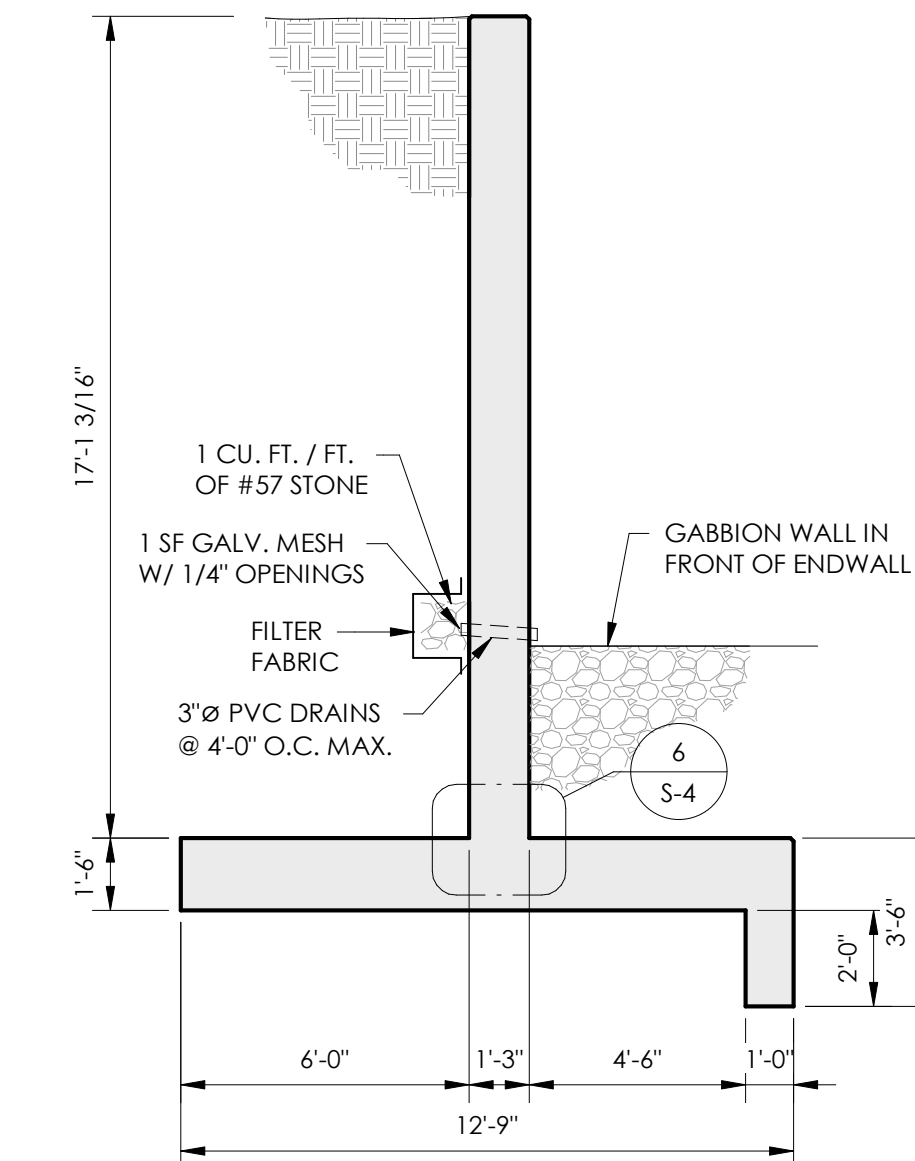 17'-1 3/16"
1 CU. FT. / FT.
OF #57 STONE
1 SF GALV. MESH
W/ 1/4" OPENINGS
GABBION WALL IN
FRONT OF ENDWALL
FILTER
FABRIC
3"Ø PVC DRAINS
@ 4'-0" O.C. MAX.
6
S-4
1'-6"
3'-6"
2'-0"
6'-0"
1'-3"
4'-6"
1'-0"
12'-9"